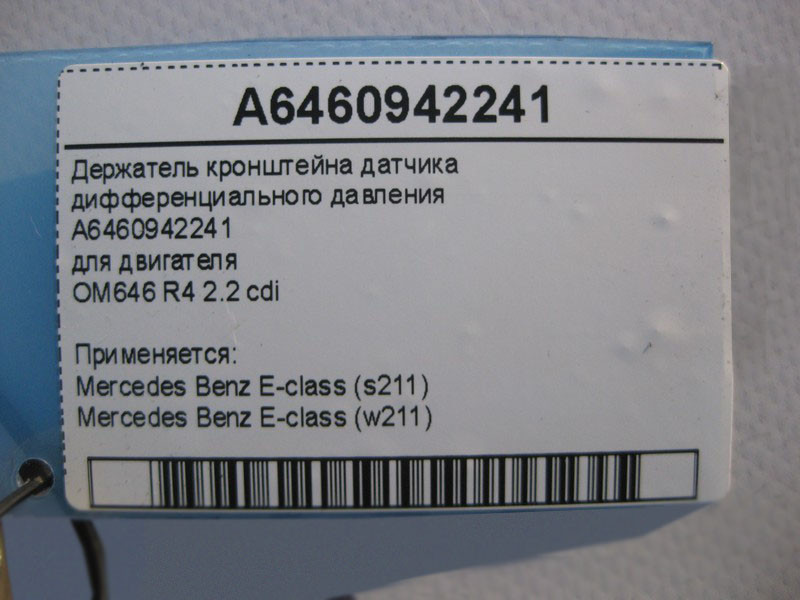 A6460942241
Держатель кронштейна датчика
дифференциального давления
A6460942241
для двигателя
OM646 R4 2.2 cdi
Применяется:
Mercedes Benz E-class (s211)
Mercedes Benz E-class (w211)